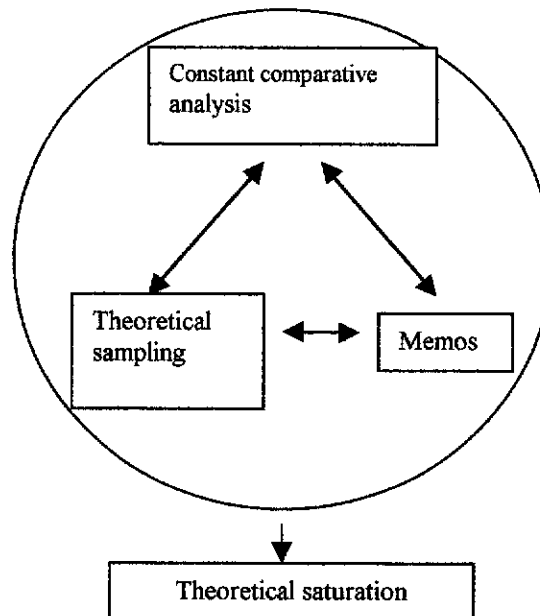 Constant comparative
analysis
Theoretical
sampling
Memos
Theoretical saturation